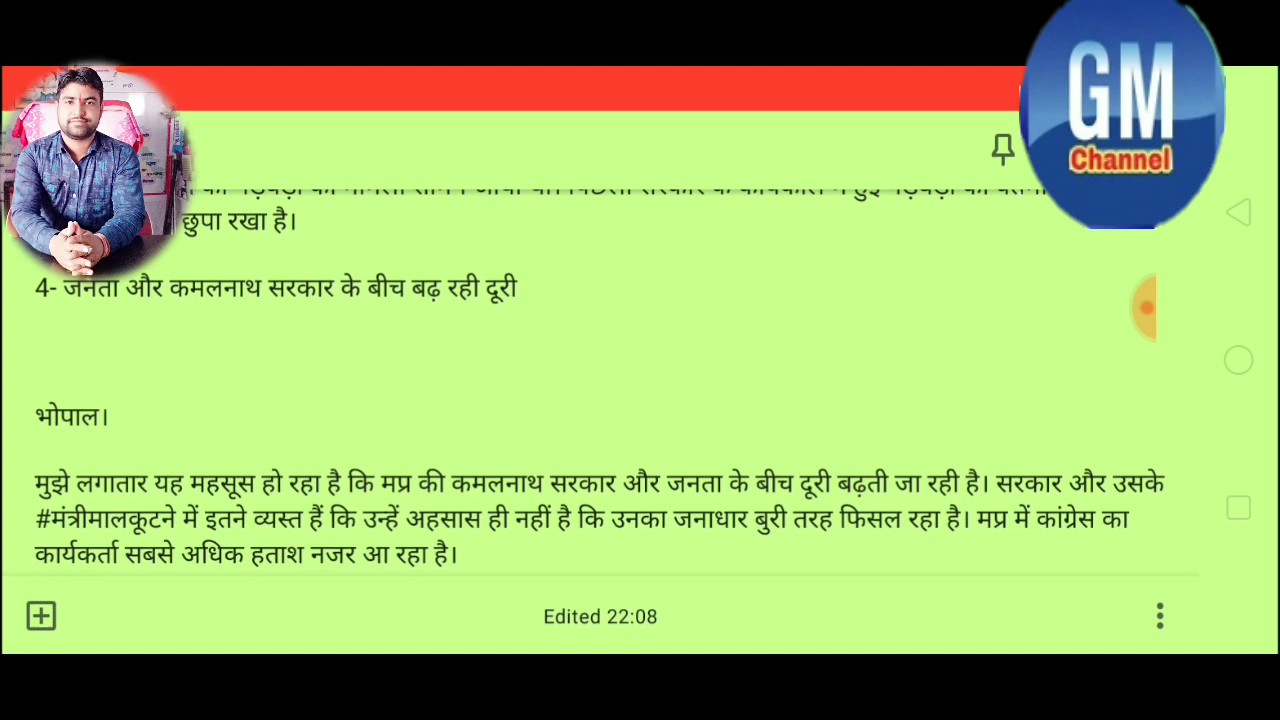 GM
Channel
छुपा रखा है।
4- जनता और कमलनाथ सरकार के बीच बढ़ रही दूरी
भोपाल।
मुझे लगातार यह महसूस हो रहा है कि मप्र की कमलनाथ सरकार और जनता के बीच दूरी बढ़ती जा रही है। सरकार और उसके
#मंत्रीमालकूटने में इतने व्यस्त हैं कि उन्हें अहसास ही नहीं है कि उनका जनाधार बुरी तरह फिसल रहा है। मप्र में कांग्रेस का
कार्यकर्ता सबसे अधिक हताश नजर आ रहा है।
Edited 22:08